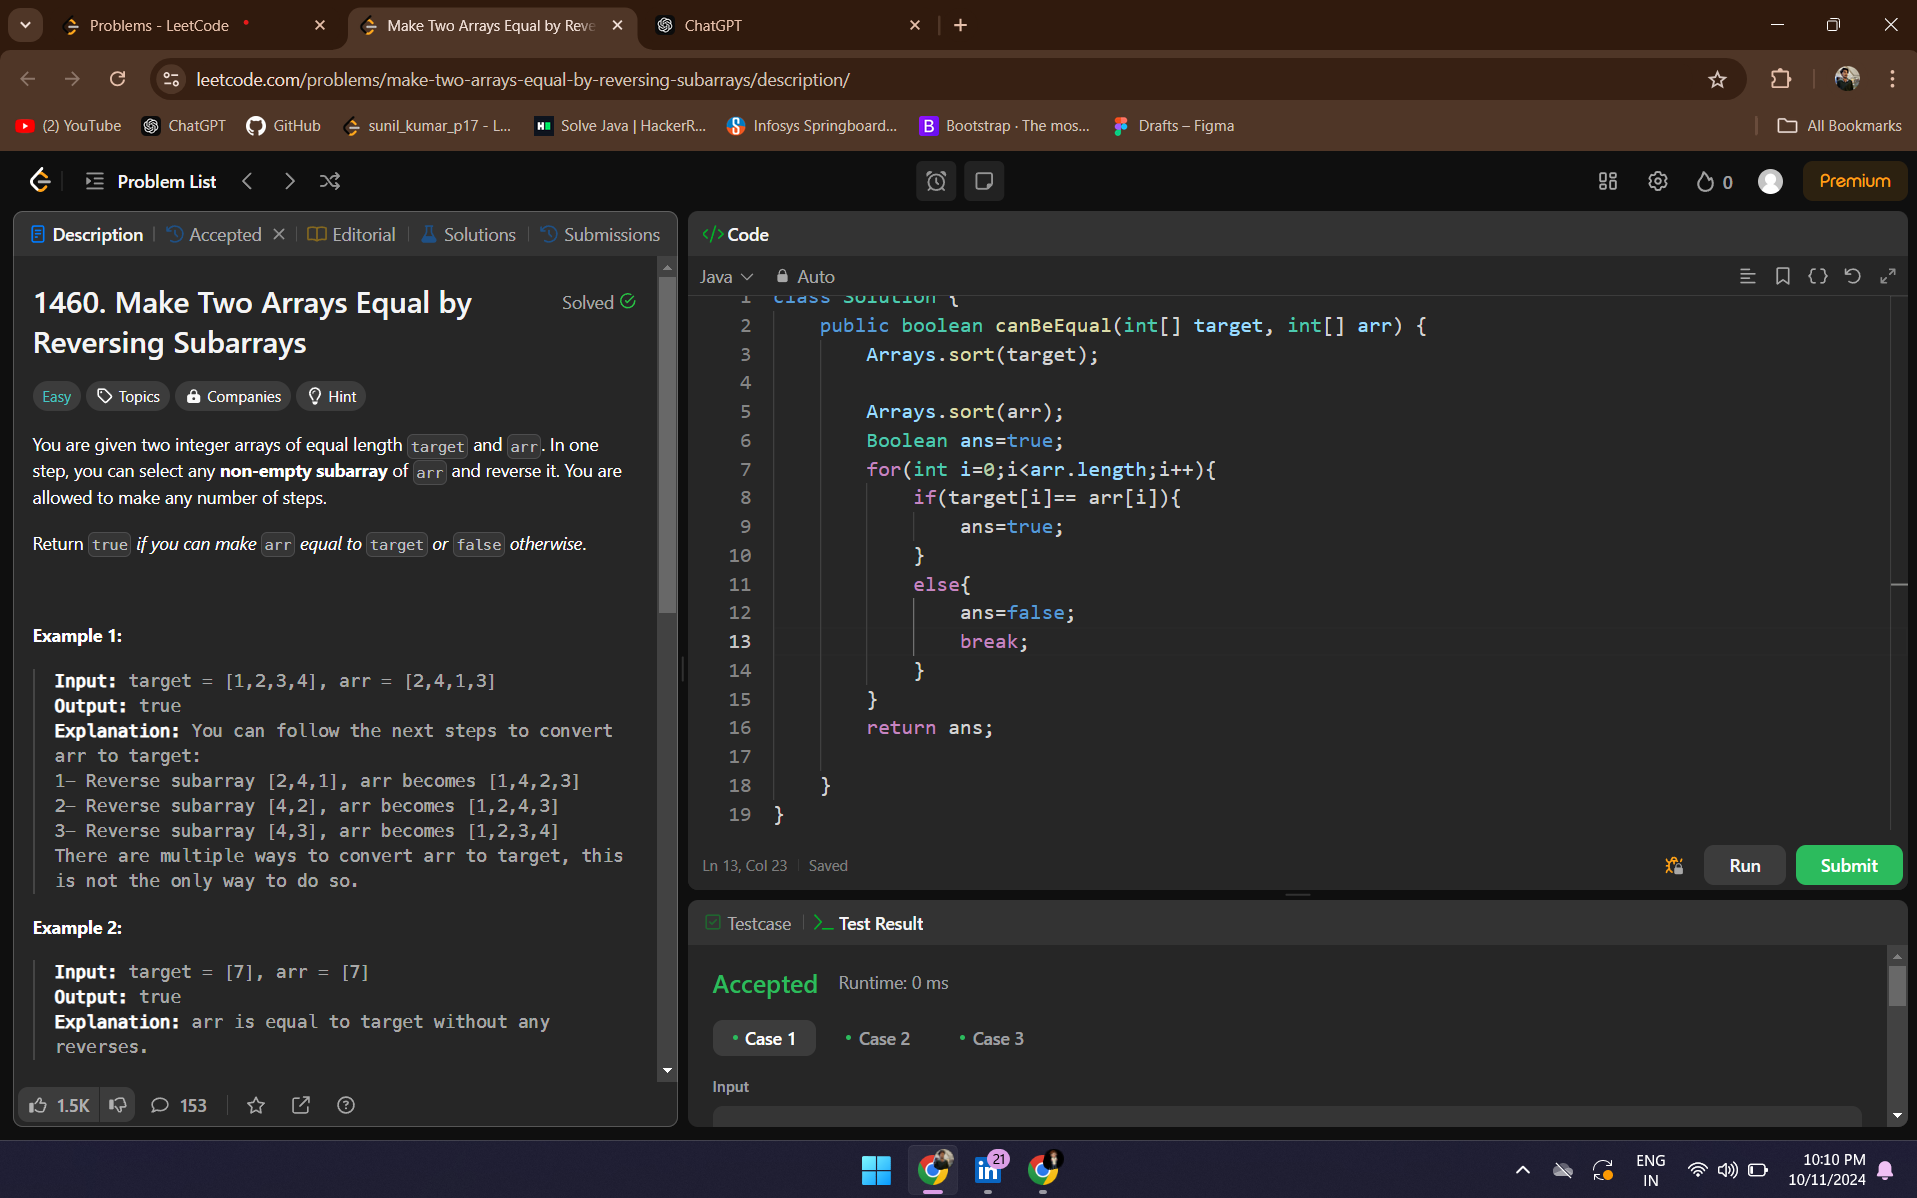 Problems - LeetCode
Make Two Arrays Equal by Reve
ChatGPT
leetcode.com/problems/make-two-arrays-equal-by-reversing-subarrays/description/
(2) YouTube ChatGPT GitHub sunil_kumar_p17 - L... Solve Java | HackerR... Infosys Springboard... Bootstrap · The mos... Drafts – Figma All Bookmarks
Problem List 0 Premium
Description Accepted Editorial Solutions Submissions
1460. Make Two Arrays Equal by
Reversing Subarrays
Solved
Easy Topics Companies Hint
You are given two integer arrays of equal length target and arr. In one
step, you can select any non-empty subarray of arr and reverse it. You are
allowed to make any number of steps.
Return true if you can make arr equal to target or false otherwise.
Example 1:
Input: target = [1,2,3,4], arr = [2,4,1,3]
Output: true
Explanation: You can follow the next steps to convert
arr to target:
1- Reverse subarray [2,4,1], arr becomes [1,4,2,3]
2- Reverse subarray [4,2], arr becomes [1,2,4,3]
3- Reverse subarray [4,3], arr becomes [1,2,3,4]
There are multiple ways to convert arr to target, this
is not the only way to do so.
Example 2:
Input: target = [7], arr = [7]
Output: true
Explanation: arr is equal to target without any
reverses.
1.5K 153
</> Code
Java Auto
1 class Solution {
2 public boolean canBeEqual(int[] target, int[] arr) {
3 Arrays.sort(target);
4
5 Arrays.sort(arr);
6 Boolean ans=true;
7 for(int i=0;i<arr.length;i++){
8 if(target[i]== arr[i]){
9 ans=true;
10 }
11 else{
12 ans=false;
13 break;
14 }
15 }
16 return ans;
17
18 }
19 }
Ln 13, Col 23 Saved
Run Submit
Testcase >_ Test Result
Accepted Runtime: 0 ms
• Case 1 • Case 2 • Case 3
Input
21
ENG
IN
10:10 PM
10/11/2024